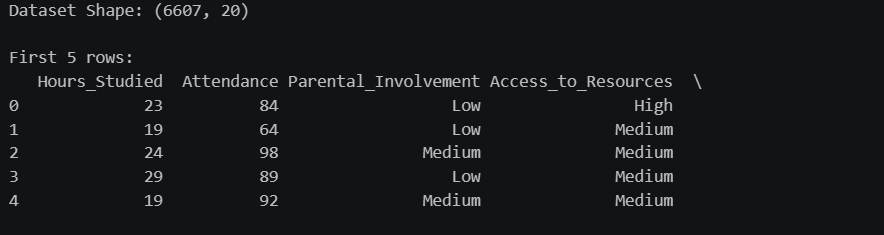 Dataset Shape: (6607, 20)
First 5 rows:
Hours_Studied Attendance Parental_Involvement Access_to_Resources \
0 23 84 Low High
1 19 64 Low Medium
2 24 98 Medium Medium
3 29 89 Low Medium
4 19 92 Medium Medium